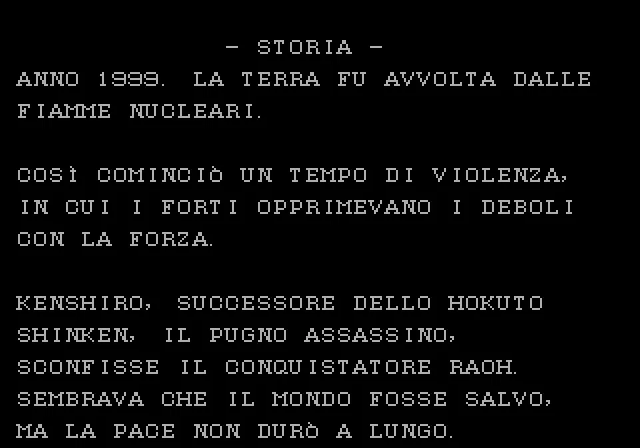 - STORIA -
ANNO 1999. LA TERRA FU AVVOLTA DALLE
FIAMME NUCLEARI.
COSÌ COMINCIÒ UN TEMPO DI VIOLENZA,
IN CUI I FORTI OPPRIMEVANO I DEBOLI
CON LA FORZA.
KENSHIRO, SUCCESSORE DELLO HOKUTO
SHINKEN, IL PUGNO ASSASSINO,
SCONFISSE IL CONQUISTATORE RAOH.
SEMBRAVA CHE IL MONDO FOSSE SALVO,
MA LA PACE NON DURÒ A LUNGO.